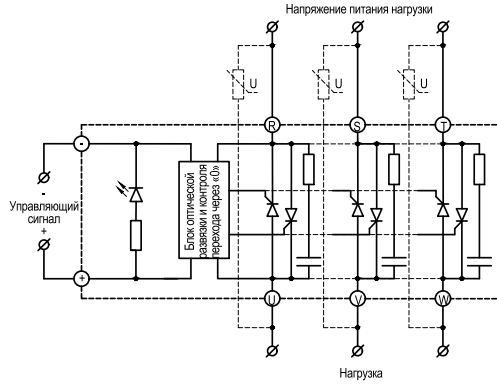 Напряжение питания нагрузки
U U U
R S T
-
-
Управляющий
сигнал
+
+
Блок оптической
развязки и контроля
перехода через «0»
U V W
Нагрузка